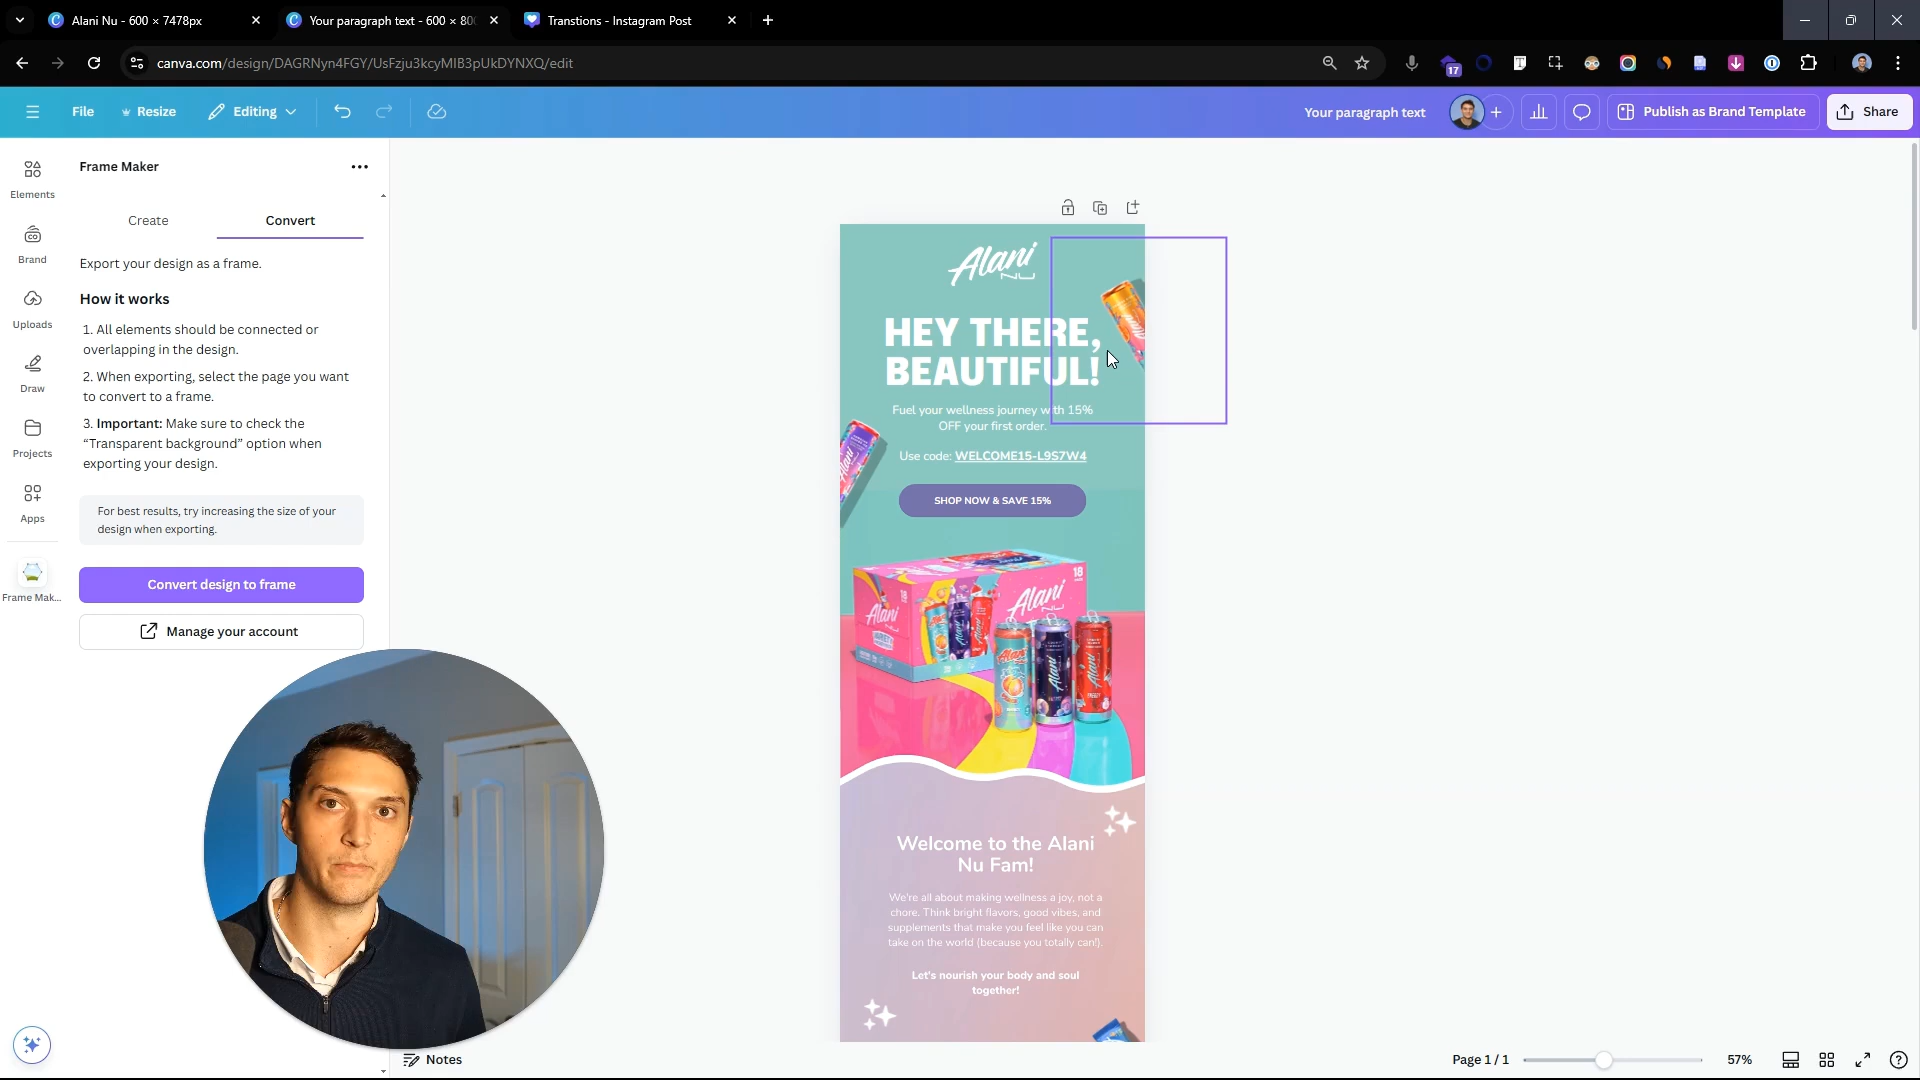 Alani Nu - 600 × 7478px
Your paragraph text - 600 × 80
Transtions - Instagram Post
canva.com/design/DAGRNyn4FGY/UsFzju3kcyMIB3pUkDYNXQ/edit
17
File
Resize
Editing
Your paragraph text
Publish as Brand Template
Share
Elements
Brand
Uploads
Draw
Projects
Apps
Frame Mak...
Frame Maker
Create
Convert
Export your design as a frame.
How it works
1. All elements should be connected or
overlapping in the design.
2. When exporting, select the page you want
to convert to a frame.
3. Important: Make sure to check the
“Transparent background” option when
exporting your design.
For best results, try increasing the size of your
design when exporting.
Convert design to frame
Manage your account
Alani
NU
HEY THERE,
BEAUTIFUL!
Fuel your wellness journey with 15%
OFF your first order.
Use code: WELCOME15-L9S7W4
SHOP NOW & SAVE 15%
18
Alani
NU
Alani
Alani
Alani
Alani
Welcome to the Alani
Nu Fam!
We're all about making wellness a joy, not a
chore. Think bright flavors, good vibes, and
supplements that make you feel like you can
take on the world (because you totally can!).
Let's nourish your body and soul
together!
Notes
Page 1 / 1
57%